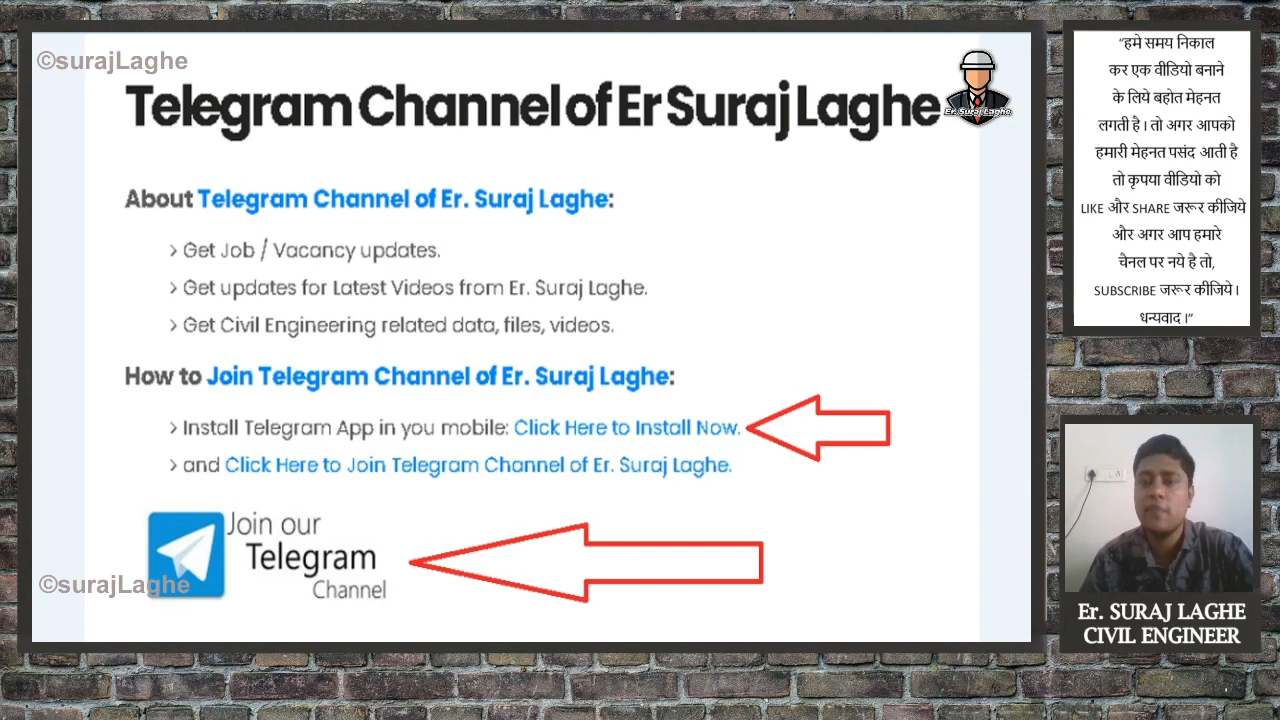 ©surajLaghe
Telegram Channel of Er Suraj Laghe
Er. Suraj Laghe
About Telegram Channel of Er. Suraj Laghe:
> Get Job / Vacancy updates.
> Get updates for Latest Videos from Er. Suraj Laghe.
> Get Civil Engineering related data, files, videos.
How to Join Telegram Channel of Er. Suraj Laghe:
> Install Telegram App in you mobile: Click Here to Install Now.
> and Click Here to Join Telegram Channel of Er. Suraj Laghe.
Join our
Telegram
Channel
©surajLaghe
“हमे समय निकाल
कर एक वीडियो बनाने
के लिये बहोत मेहनत
लगती है। तो अगर आपको
हमारी मेहनत पसंद आती है
तो कृपया वीडियो को
LIKE और SHARE जरूर कीजिये
और अगर आप हमारे
चैनल पर नये है तो,
SUBSCRIBE जरूर कीजिये।
धन्यवाद।”
Er. SURAJ LAGHE
CIVIL ENGINEER